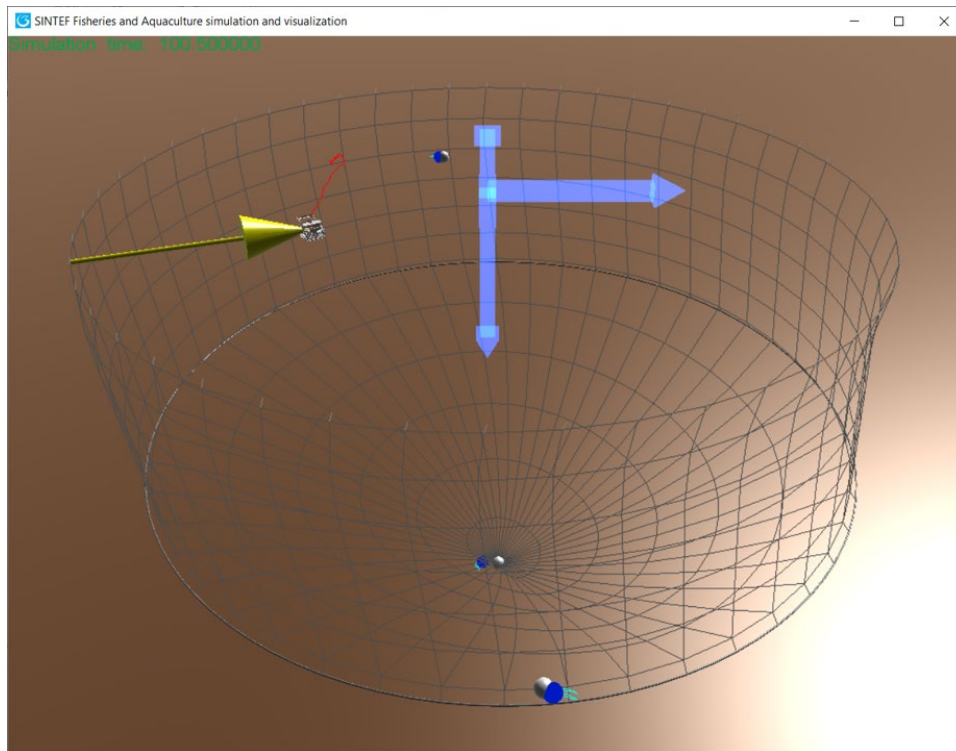 SINTEF Fisheries and Aquaculture simulation and visualization
Simulation time: 100.500000